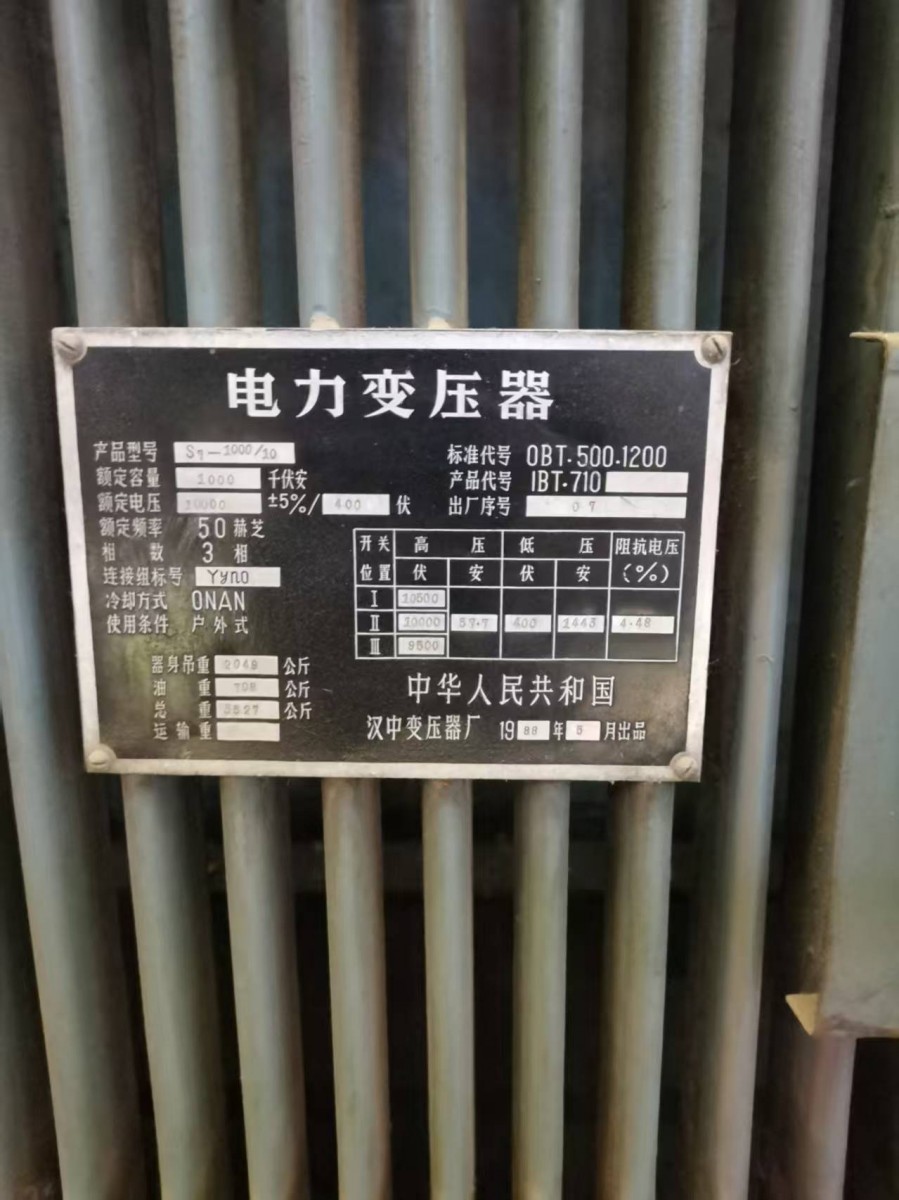 电力变压器
产品型号 S7-1000/10
标准代号 OBT·500·1200
额定容量 1000 千伏安
产品代号 1BT·710
额定电压 10000 ±5%/400 伏
出厂序号 07
额定频率 50 赫芝
相数 3 相
连接组标号 Yyn0
冷却方式 ONAN
使用条件 户外式
开关 高压 低压 阻抗电压
位置 伏 安 伏 安 (%)
I 10500
II 10000 57.7 400 1443 4.48
III 9500
器身吊重 2049 公斤
油重 公斤
总重 公斤
运输重
中华人民共和国
汉中变压器厂 19 年 5 月出品